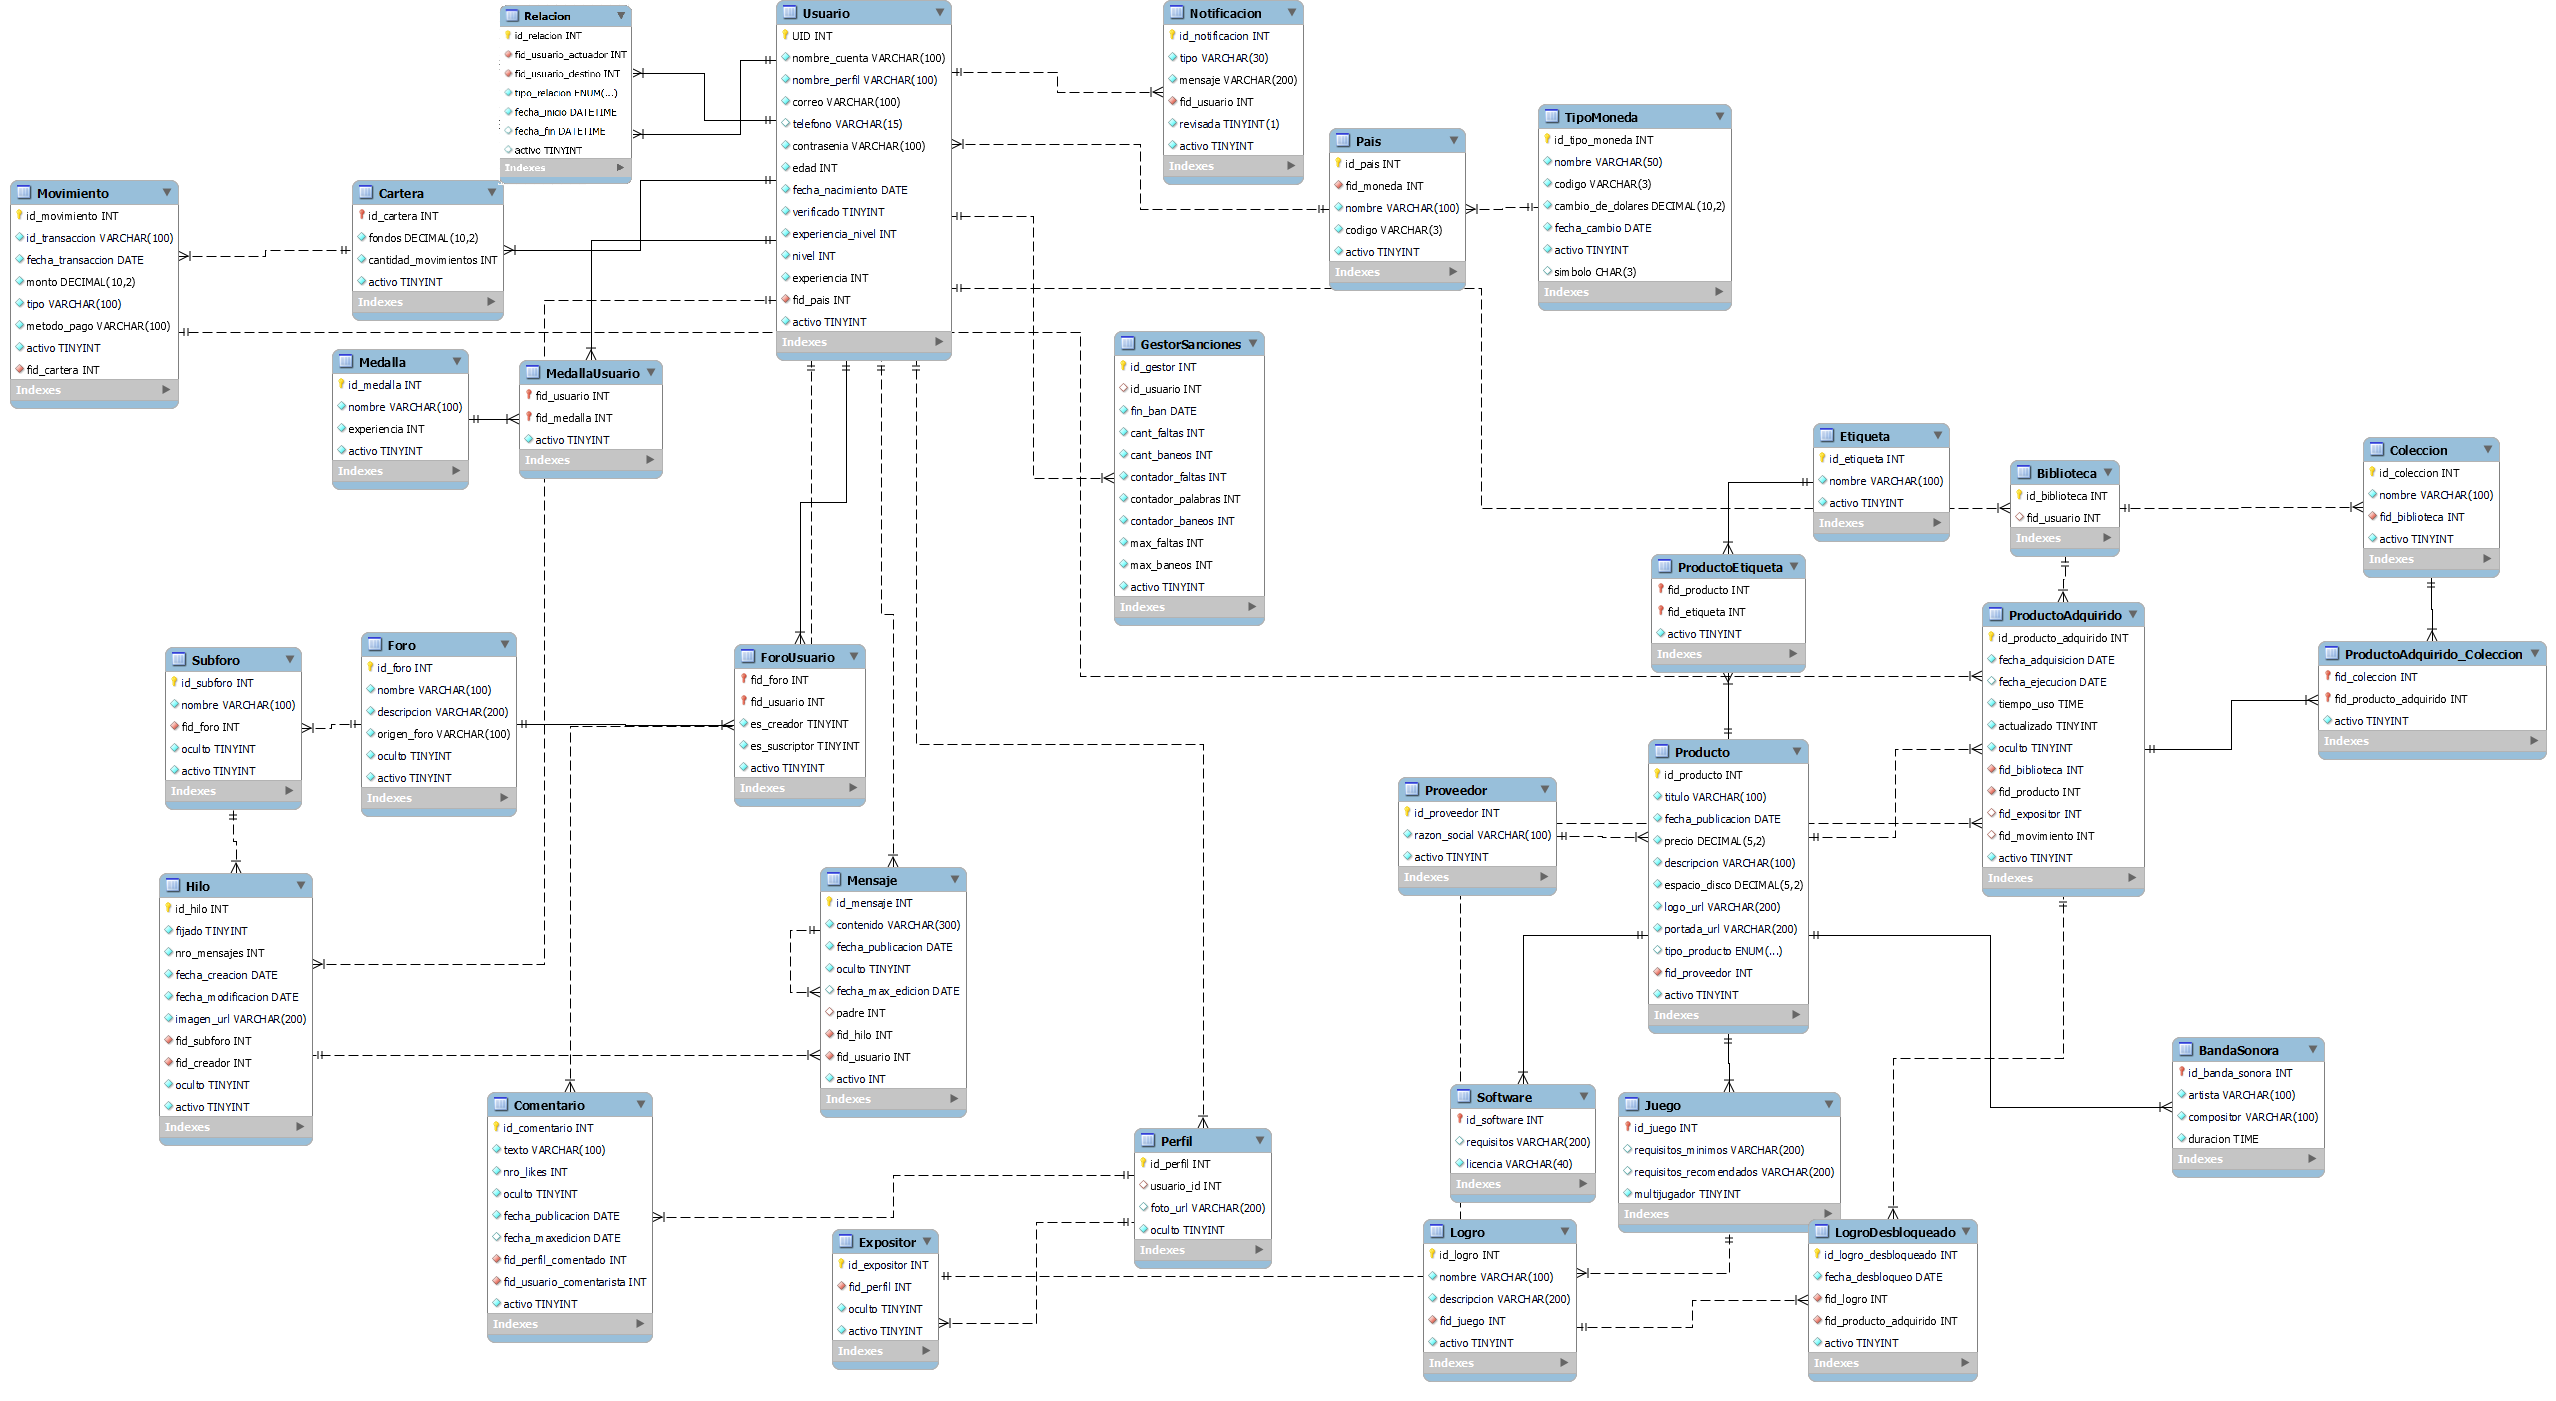 Relacion
id_relacion INT
fid_usuario_actuador INT
fid_usuario_destino INT
tipo_relacion ENUM(...)
fecha_inicio DATETIME
fecha_fin DATETIME
activo TINYINT
Indexes
Usuario
UID INT
nombre_cuenta VARCHAR(100)
nombre_perfil VARCHAR(100)
correo VARCHAR(100)
telefono VARCHAR(15)
contrasenia VARCHAR(100)
edad INT
fecha_nacimiento DATE
verificado TINYINT
experiencia_nivel INT
nivel INT
experiencia INT
fid_pais INT
activo TINYINT
Indexes
Notificacion
id_notificacion INT
tipo VARCHAR(30)
mensaje VARCHAR(200)
fid_usuario INT
revisada TINYINT(1)
activo TINYINT
Indexes
Pais
id_pais INT
fid_moneda INT
nombre VARCHAR(100)
codigo VARCHAR(3)
activo TINYINT
Indexes
TipoMoneda
id_tipo_moneda INT
nombre VARCHAR(50)
codigo VARCHAR(3)
cambio_de_dolares DECIMAL(10,2)
fecha_cambio DATE
activo TINYINT
simbolo CHAR(3)
Indexes
Movimiento
id_movimiento INT
id_transaccion VARCHAR(100)
fecha_transaccion DATE
monto DECIMAL(10,2)
tipo VARCHAR(100)
metodo_pago VARCHAR(100)
activo TINYINT
fid_cartera INT
Indexes
Cartera
id_cartera INT
fondos DECIMAL(10,2)
cantidad_movimientos INT
activo TINYINT
Indexes
Medalla
id_medalla INT
nombre VARCHAR(100)
experiencia INT
activo TINYINT
Indexes
MedallaUsuario
fid_usuario INT
fid_medalla INT
activo TINYINT
Indexes
GestorSanciones
id_gestor INT
id_usuario INT
fin_ban DATE
cant_faltas INT
cant_baneos INT
contador_faltas INT
contador_palabras INT
contador_baneos INT
max_faltas INT
max_baneos INT
activo TINYINT
Indexes
Etiqueta
id_etiqueta INT
nombre VARCHAR(100)
activo TINYINT
Indexes
Biblioteca
id_biblioteca INT
fid_usuario INT
Indexes
Coleccion
id_coleccion INT
nombre VARCHAR(100)
fid_biblioteca INT
activo TINYINT
Indexes
ProductoEtiqueta
fid_producto INT
fid_etiqueta INT
activo TINYINT
Indexes
ProductoAdquirido
id_producto_adquirido INT
fecha_adquisicion DATE
fecha_ejecucion DATE
tiempo_uso TIME
actualizado TINYINT
oculto TINYINT
fid_biblioteca INT
fid_producto INT
fid_expositor INT
fid_movimiento INT
activo TINYINT
Indexes
ProductoAdquirido_Coleccion
fid_coleccion INT
fid_producto_adquirido INT
activo TINYINT
Indexes
Subforo
id_subforo INT
nombre VARCHAR(100)
fid_foro INT
oculto TINYINT
activo TINYINT
Indexes
Foro
id_foro INT
nombre VARCHAR(100)
descripcion VARCHAR(200)
origen_foro VARCHAR(100)
oculto TINYINT
activo TINYINT
Indexes
ForoUsuario
fid_foro INT
fid_usuario INT
es_creador TINYINT
es_suscriptor TINYINT
activo TINYINT
Indexes
Proveedor
id_proveedor INT
razon_social VARCHAR(100)
activo TINYINT
Indexes
Producto
id_producto INT
titulo VARCHAR(100)
fecha_publicacion DATE
precio DECIMAL(5,2)
descripcion VARCHAR(100)
espacio_disco DECIMAL(5,2)
logo_url VARCHAR(200)
portada_url VARCHAR(200)
tipo_producto ENUM(...)
fid_proveedor INT
activo TINYINT
Indexes
Hilo
id_hilo INT
fijado TINYINT
nro_mensajes INT
fecha_creacion DATE
fecha_modificacion DATE
imagen_url VARCHAR(200)
fid_subforo INT
fid_creador INT
oculto TINYINT
activo TINYINT
Indexes
Mensaje
id_mensaje INT
contenido VARCHAR(300)
fecha_publicacion DATE
oculto TINYINT
fecha_max_edicion DATE
padre INT
fid_hilo INT
fid_usuario INT
activo INT
Indexes
Comentario
id_comentario INT
texto VARCHAR(100)
nro_likes INT
oculto TINYINT
fecha_publicacion DATE
fecha_maxedicion DATE
fid_perfil_comentado INT
fid_usuario_comentarista INT
activo TINYINT
Indexes
Perfil
id_perfil INT
usuario_id INT
foto_url VARCHAR(200)
oculto TINYINT
Indexes
Expositor
id_expositor INT
fid_perfil INT
oculto TINYINT
activo TINYINT
Indexes
Software
id_software INT
requisitos VARCHAR(200)
licencia VARCHAR(40)
Indexes
Juego
id_juego INT
requisitos_minimos VARCHAR(200)
requisitos_recomendados VARCHAR(200)
multijugador TINYINT
Indexes
BandaSonora
id_banda_sonora INT
artista VARCHAR(100)
compositor VARCHAR(100)
duracion TIME
Indexes
Logro
id_logro INT
nombre VARCHAR(100)
descripcion VARCHAR(200)
fid_juego INT
activo TINYINT
Indexes
LogroDesbloqueado
id_logro_desbloqueado INT
fecha_desbloqueo DATE
fid_logro INT
fid_producto_adquirido INT
activo TINYINT
Indexes